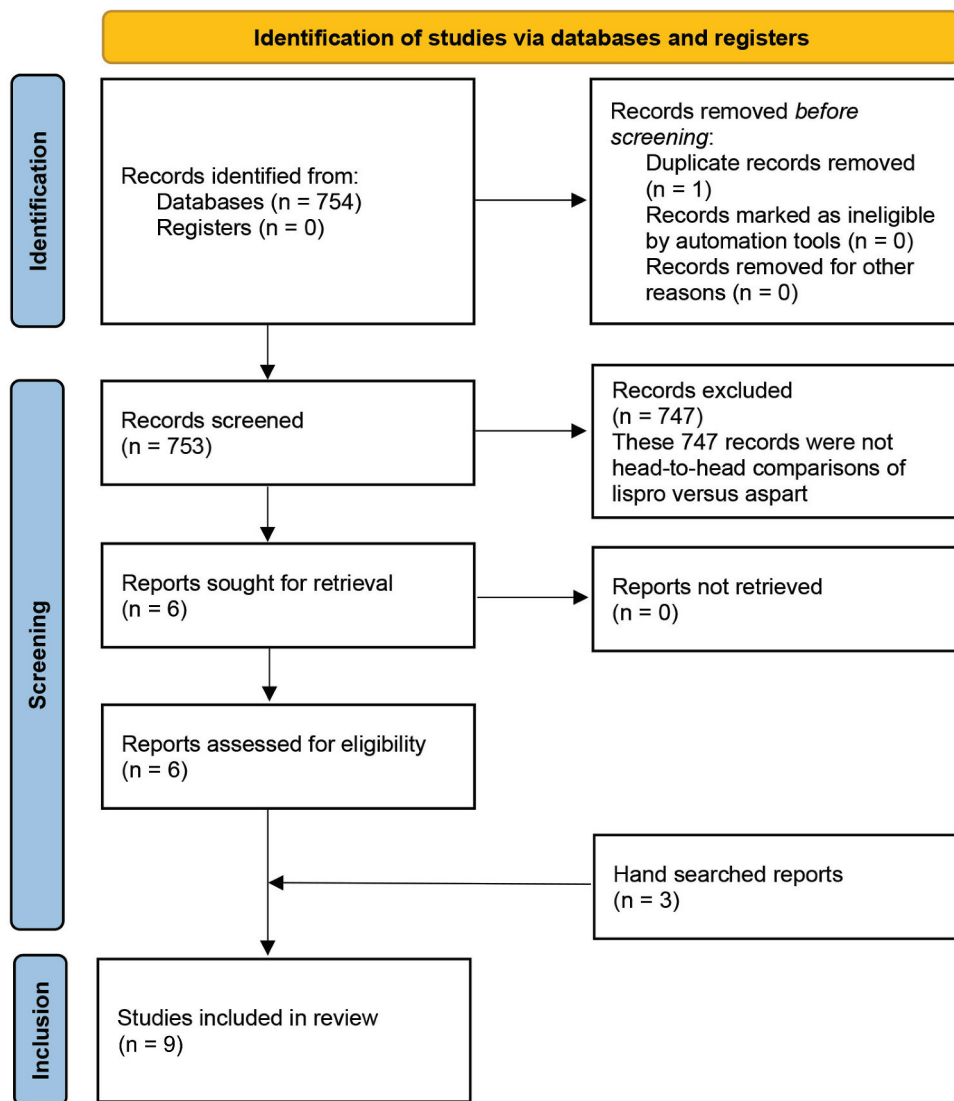 Identification of studies via databases and registers
Identification
Records identified from:
Databases (n = 754)
Registers (n = 0)
Records removed before
screening:
Duplicate records removed
(n = 1)
Records marked as ineligible
by automation tools (n = 0)
Records removed for other
reasons (n = 0)
Screening
Records screened
(n = 753)
Records excluded
(n = 747)
These 747 records were not
head-to-head comparisons of
lispro versus aspart
Reports sought for retrieval
(n = 6)
Reports not retrieved
(n = 0)
Reports assessed for eligibility
(n = 6)
Hand searched reports
(n = 3)
Inclusion
Studies included in review
(n = 9)